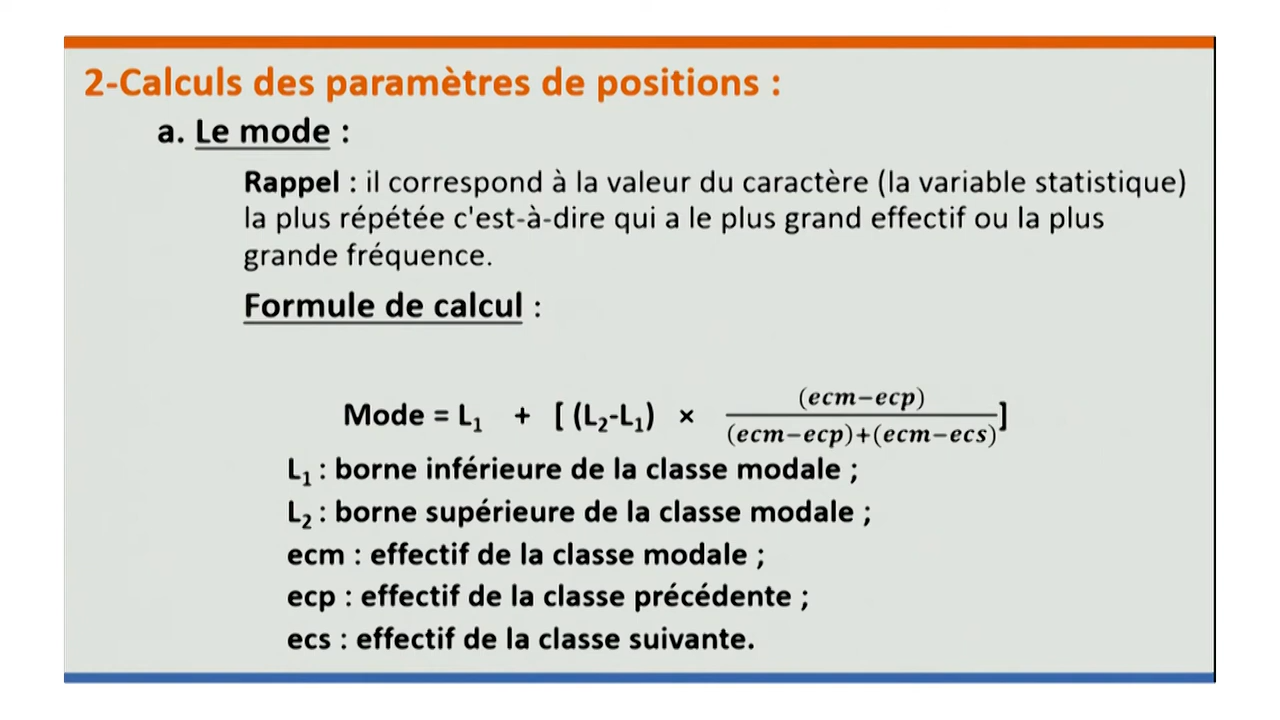 2-Calculs des paramètres de positions :
a. Le mode :
Rappel : il correspond à la valeur du caractère (la variable statistique)
la plus répétée c'est-à-dire qui a le plus grand effectif ou la plus
grande fréquence.
Formule de calcul :
Mode = L₁ + [ (L₂-L₁) × (ecm−ecp) / (ecm−ecp)+(ecm−ecs) ]
L₁ : borne inférieure de la classe modale ;
L₂ : borne supérieure de la classe modale ;
ecm : effectif de la classe modale ;
ecp : effectif de la classe précédente ;
ecs : effectif de la classe suivante.